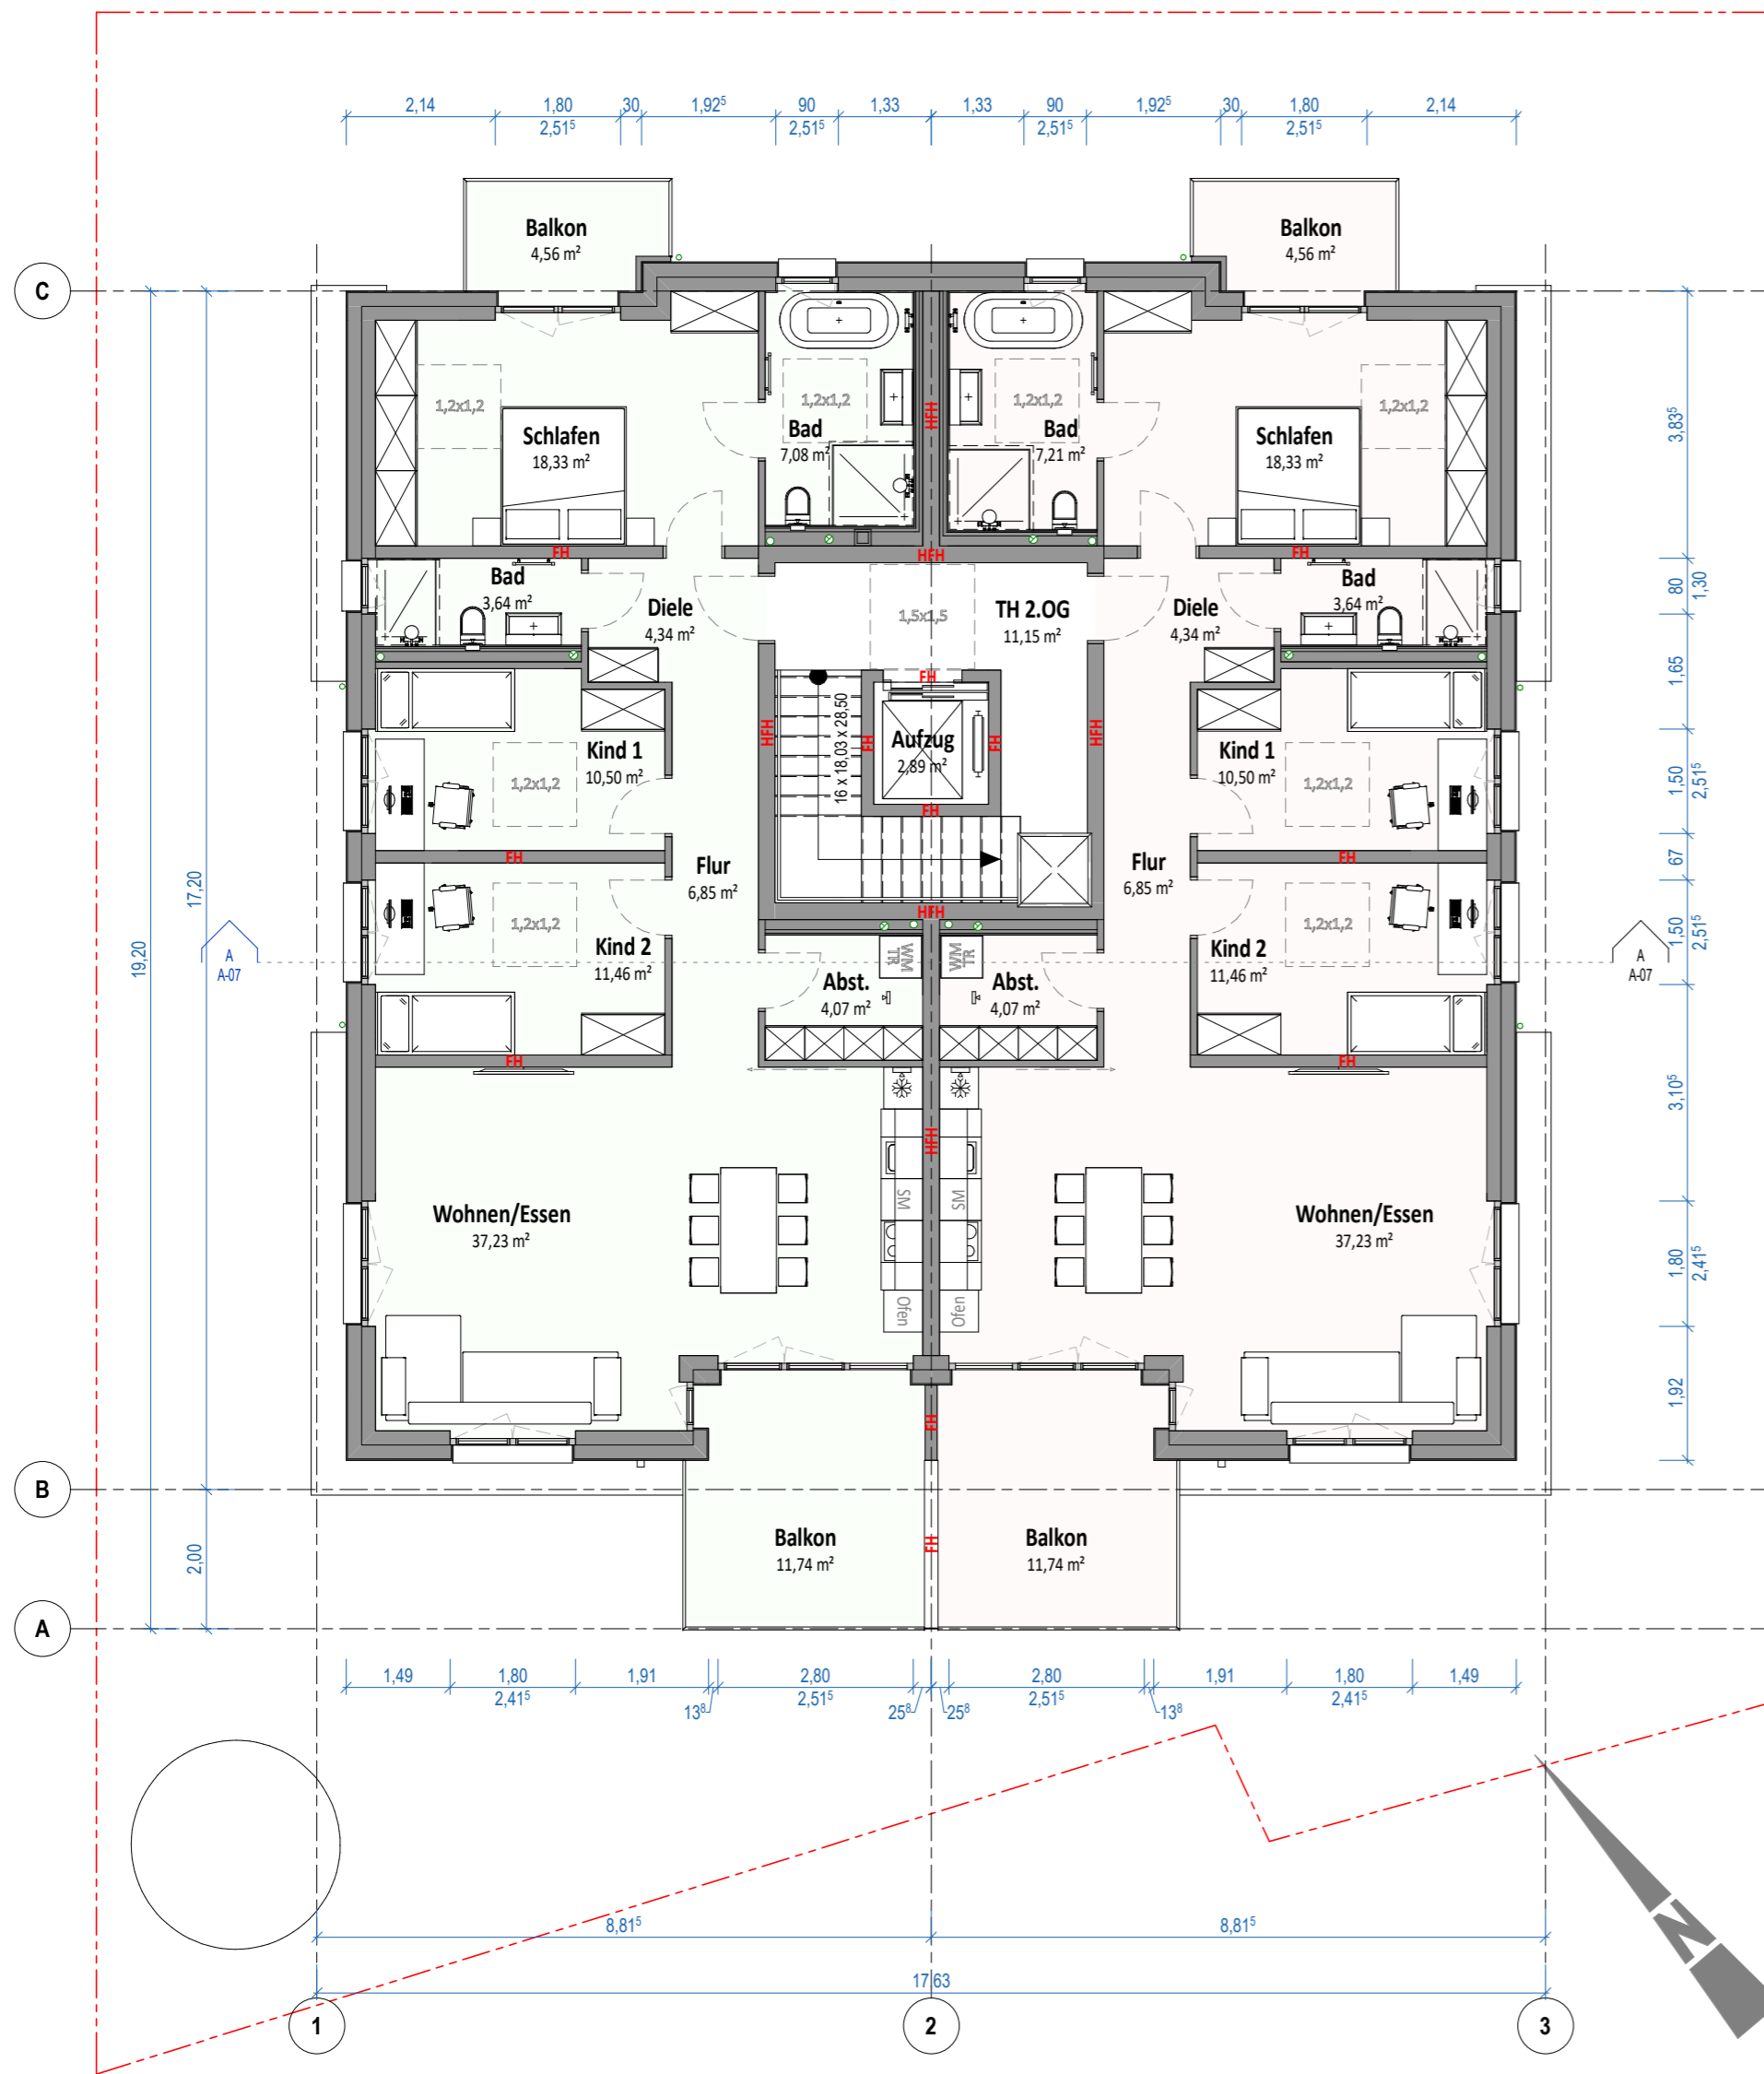 2,14 1,80 30 1,92⁵ 90 1,33 1,33 90 1,92⁵ 30 1,80 2,14
2,51⁵ 2,51⁵ 2,51⁵ 2,51⁵
Balkon
4,56 m²
Balkon
4,56 m²
C
1,2x1,2
1,2x1,2
1,2x1,2
1,2x1,2
HFH
Schlafen
18,33 m²
Bad
7,08 m²
Bad
7,21 m²
Schlafen
18,33 m²
3,83⁵
FH
HFH
FH
Bad
3,64 m²
Diele
4,34 m²
1,5x1,5
TH 2.OG
11,15 m²
Diele
4,34 m²
Bad
3,64 m²
80
1,30
1,65
FH
HFH
16 x 18,03 x 28,50
FH
Aufzug
2,89 m²
FH
HFH
FH
Kind 1
10,50 m²
1,2x1,2
Kind 1
10,50 m²
1,2x1,2
1,50
2,51⁵
FH
FH
67
Flur
6,85 m²
Flur
6,85 m²
17,20
19,20
HFH
1,2x1,2
Kind 2
11,46 m²
Kind 2
11,46 m²
1,2x1,2
1,50
2,51⁵
A
A-07
A
A-07
WM
TR
WM
TR
Abst.
4,07 m²
Abst.
4,07 m²
FH
FH
3,10⁵
HFH
SM
SM
Wohnen/Essen
37,23 m²
Wohnen/Essen
37,23 m²
1,80
2,41⁵
Ofen
Ofen
1,92
FH
B
Balkon
11,74 m²
FH
Balkon
11,74 m²
2,00
A
1,49 1,80 1,91 2,80 2,80 1,91 1,80 1,49
2,41⁵ 2,51⁵ 2,51⁵ 2,41⁵
13⁸ 25⁸ 25⁸ 13⁸
8,81⁵ 8,81⁵
N
17,63
1 2 3